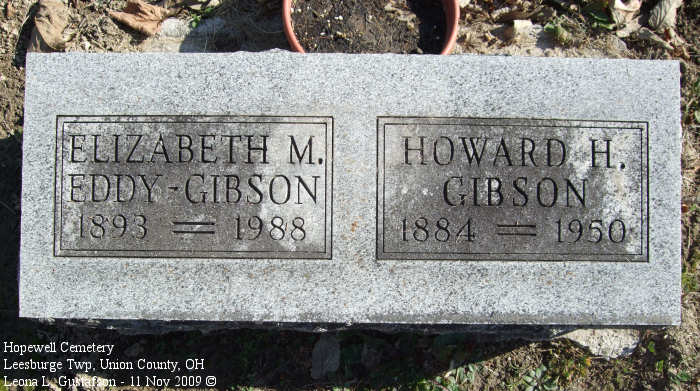 ELIZABETH M.
EDDY-GIBSON
1893 = 1988
HOWARD H.
GIBSON
1884 = 1950
Hopewell Cemetery
Leesburge Twp, Union County, OH
Leona L. Gustafson - 11 Nov 2009 ©